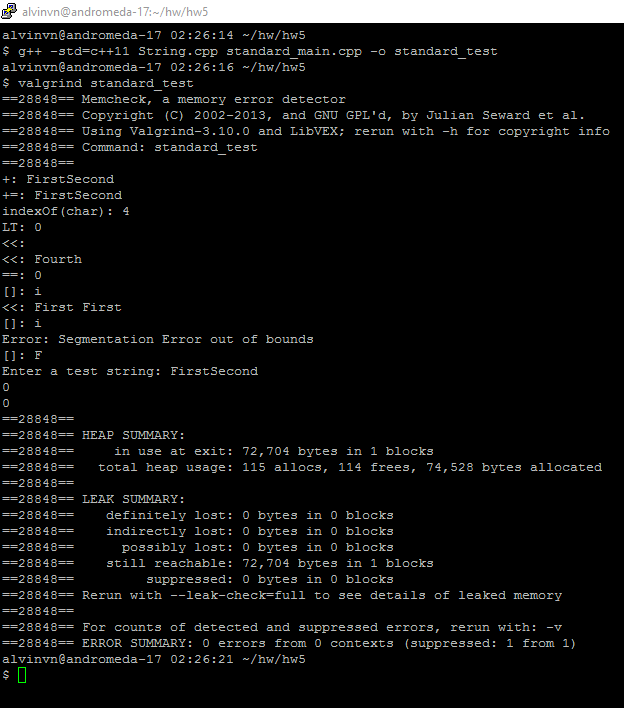 alvinvn@andromeda-17:~/hw/hw5
alvinvn@andromeda-17 02:26:14 ~/hw/hw5
$ g++ -std=c++11 String.cpp standard_main.cpp -o standard_test
alvinvn@andromeda-17 02:26:16 ~/hw/hw5
$ valgrind standard_test
==28848== Memcheck, a memory error detector
==28848== Copyright (C) 2002-2013, and GNU GPL'd, by Julian Seward et al.
==28848== Using Valgrind-3.10.0 and LibVEX; rerun with -h for copyright info
==28848== Command: standard_test
==28848==
+: FirstSecond
+=: FirstSecond
indexOf(char): 4
LT: 0
<<:
<<: Fourth
==: 0
[]: i
<<: First First
[]: i
Error: Segmentation Error out of bounds
[]: F
Enter a test string: FirstSecond
0
0
==28848==
==28848== HEAP SUMMARY:
==28848==     in use at exit: 72,704 bytes in 1 blocks
==28848==   total heap usage: 115 allocs, 114 frees, 74,528 bytes allocated
==28848==
==28848== LEAK SUMMARY:
==28848==    definitely lost: 0 bytes in 0 blocks
==28848==    indirectly lost: 0 bytes in 0 blocks
==28848==      possibly lost: 0 bytes in 0 blocks
==28848==    still reachable: 72,704 bytes in 1 blocks
==28848==         suppressed: 0 bytes in 0 blocks
==28848== Rerun with --leak-check=full to see details of leaked memory
==28848==
==28848== For counts of detected and suppressed errors, rerun with: -v
==28848== ERROR SUMMARY: 0 errors from 0 contexts (suppressed: 1 from 1)
alvinvn@andromeda-17 02:26:21 ~/hw/hw5
$